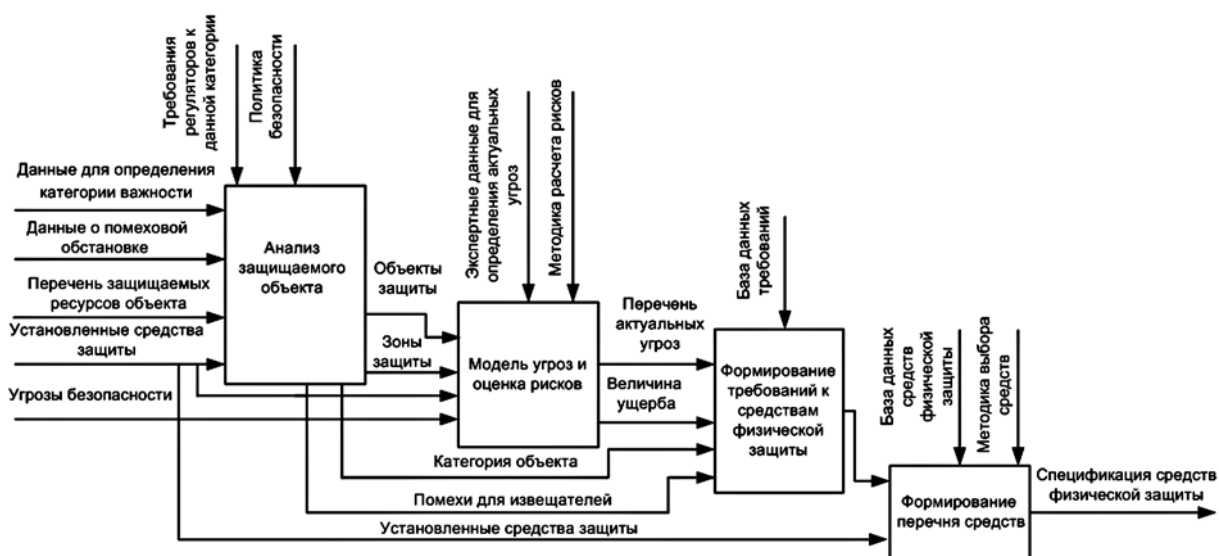 Требования
регуляторов к
данной категории
Политика
безопасности
Данные для определения
категории важности
Данные о помеховой
обстановке
Перечень защищаемых
ресурсов объекта
Установленные средства
защиты
Угрозы безопасности
Анализ
защищаемого
объекта
Объекты
защиты
Зоны
защиты
Экспертные данные для
определения актуальных
угроз
Методика расчета рисков
Модель угроз и
оценка рисков
Перечень
актуальных
угроз
Величина
ущерба
Категория объекта
Помехи для извещателей
Установленные средства защиты
База данных
требований
Формирование
требований к
средствам
физической
защиты
База данных
средств
физической
защиты
Методика выбора
средств
Формирование
перечня средств
Спецификация средств
физической защиты